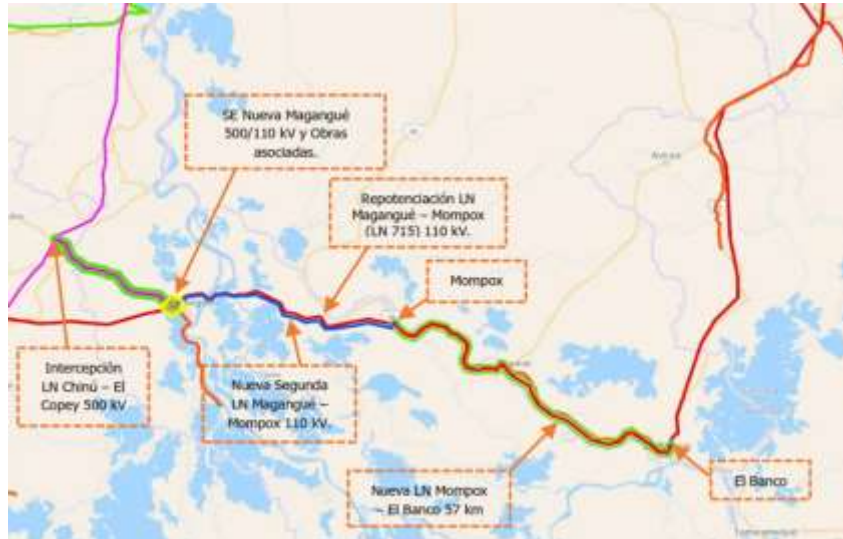 SE Nueva Magangué
500/110 kV y Obras
asociadas.
Repotenciación LN
Magangué – Mompox
(LN 715) 110 kV.
Mompox
Intercepción
LN Chinú – El
Copey 500 kV
Nueva Segunda
LN Magangué –
Mompox 110 kV.
Nueva LN Mompox
– El Banco 57 km
El Banco